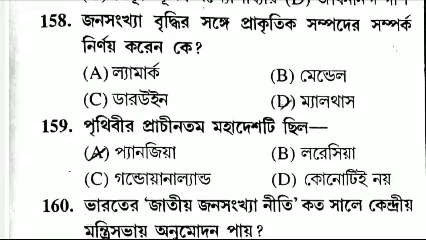 158. জনসংখ্যা বৃদ্ধির সঙ্গে প্রাকৃতিক সম্পদের সম্পর্ক
নির্ণয় করেন কে?
(A) ল্যামার্ক (B) মেন্ডেল
(C) ডারউইন (D) ম্যালথাস
159. পৃথিবীর প্রাচীনতম মহাদেশটি ছিল—
(A) প্যানজিয়া (B) লরেসিয়া
(C) গন্ডোয়ানাল্যান্ড (D) কোনোটিই নয়
160. ভারতের ‘জাতীয় জনসংখ্যা নীতি’ কত সালে কেন্দ্রীয়
মন্ত্রিসভায় অনুমোদন পায়?